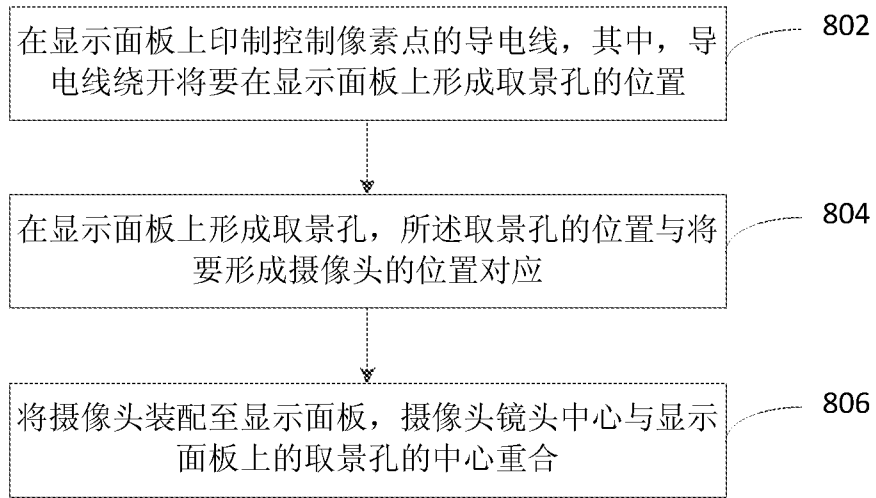 在显示面板上印制控制像素点的导电线，其中，导
电线绕开将要在显示面板上形成取景孔的位置
802
在显示面板上形成取景孔，所述取景孔的位置与将
要形成摄像头的位置对应
804
将摄像头装配至显示面板，摄像头镜头中心与显示
面板上的取景孔的中心重合
806